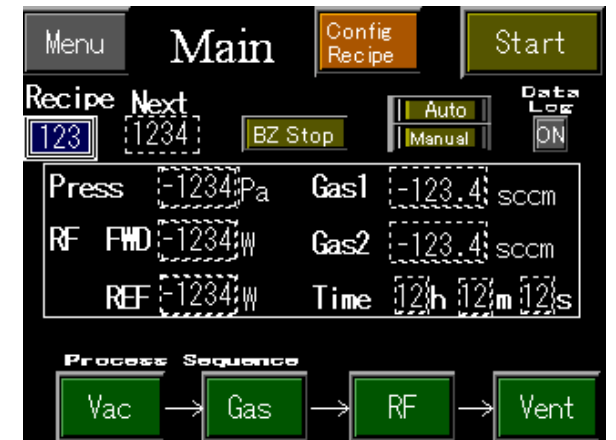 Menu Main Config Recipe Start
Recipe Next Data Log
123 1234 BZ Stop Auto Manual ON
Press -1234 Pa Gas1 -123.4 sccm
RF FWD -1234 W Gas2 -123.4 sccm
REF -1234 W Time 12 h 12 m 12 s
Process Sequence
Vac → Gas → RF → Vent